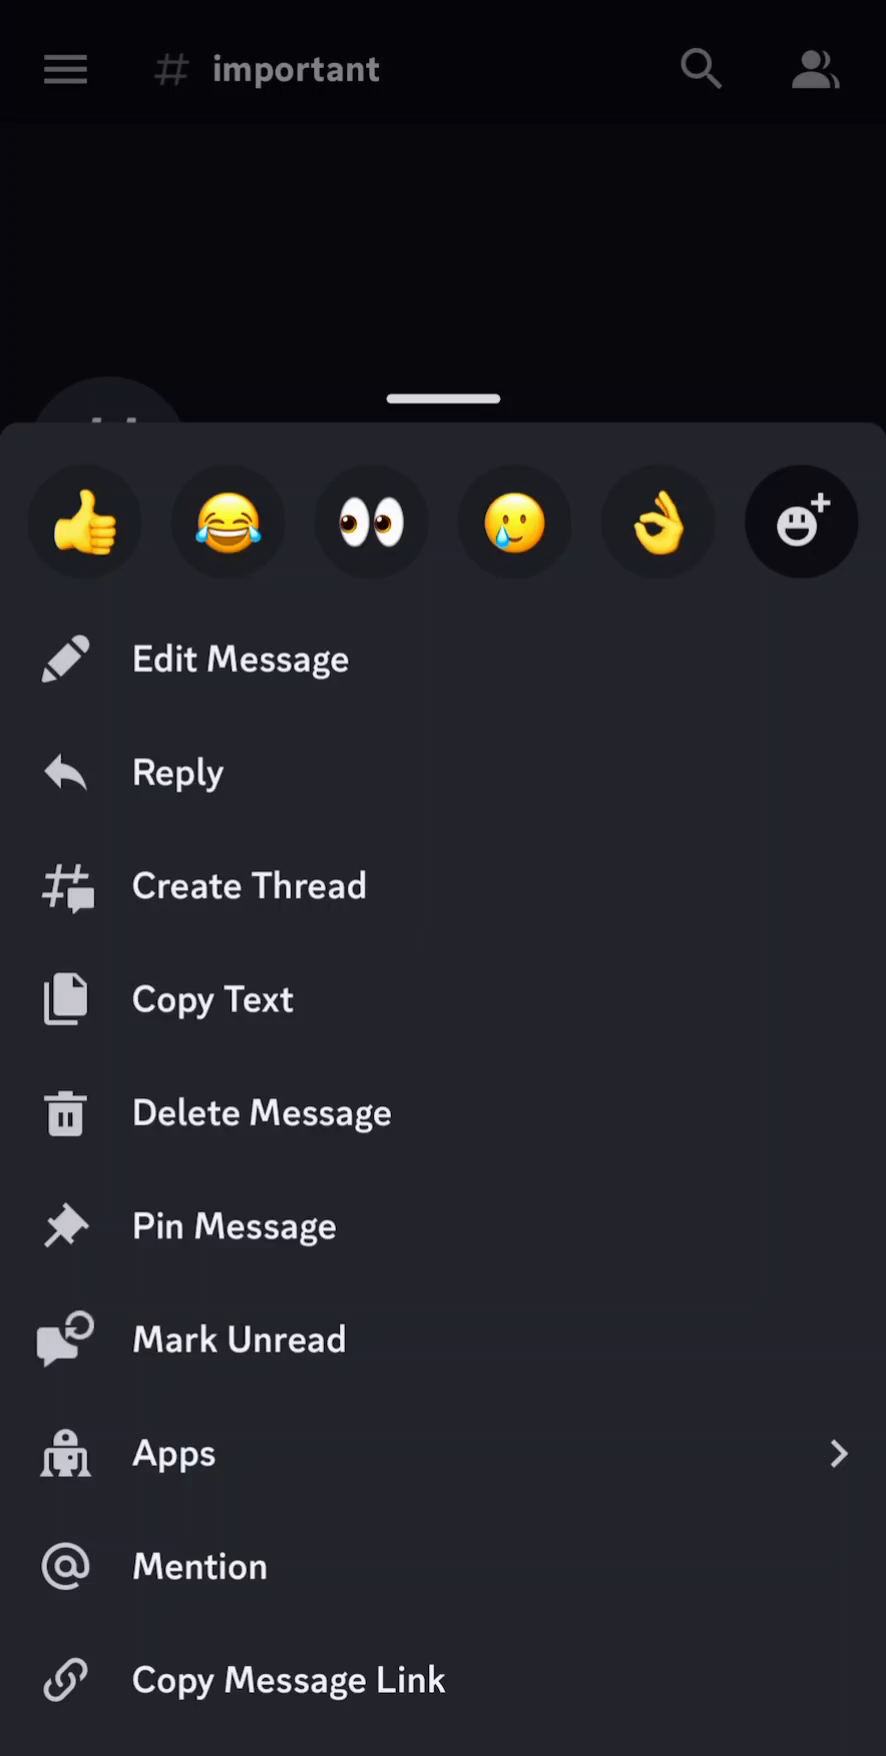 # important
Edit Message
Reply
Create Thread
Copy Text
Delete Message
Pin Message
Mark Unread
Apps
Mention
Copy Message Link